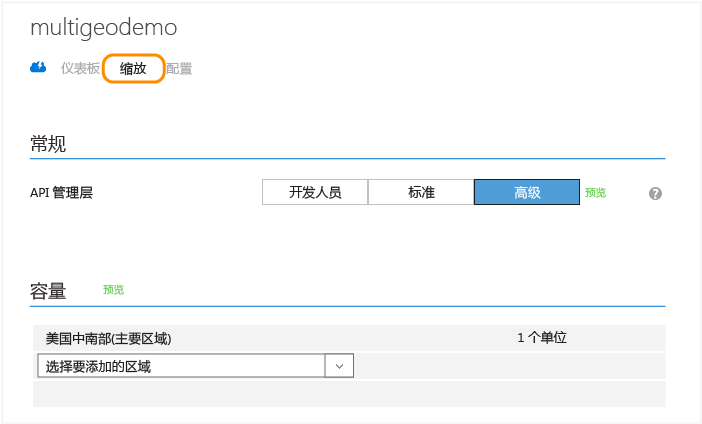 multigeodemo
仪表板 缩放 配置
常规
API 管理层 开发人员 标准 高级 预览 ?
容量 预览
美国中南部(主要区域) 1 个单位
选择要添加的区域